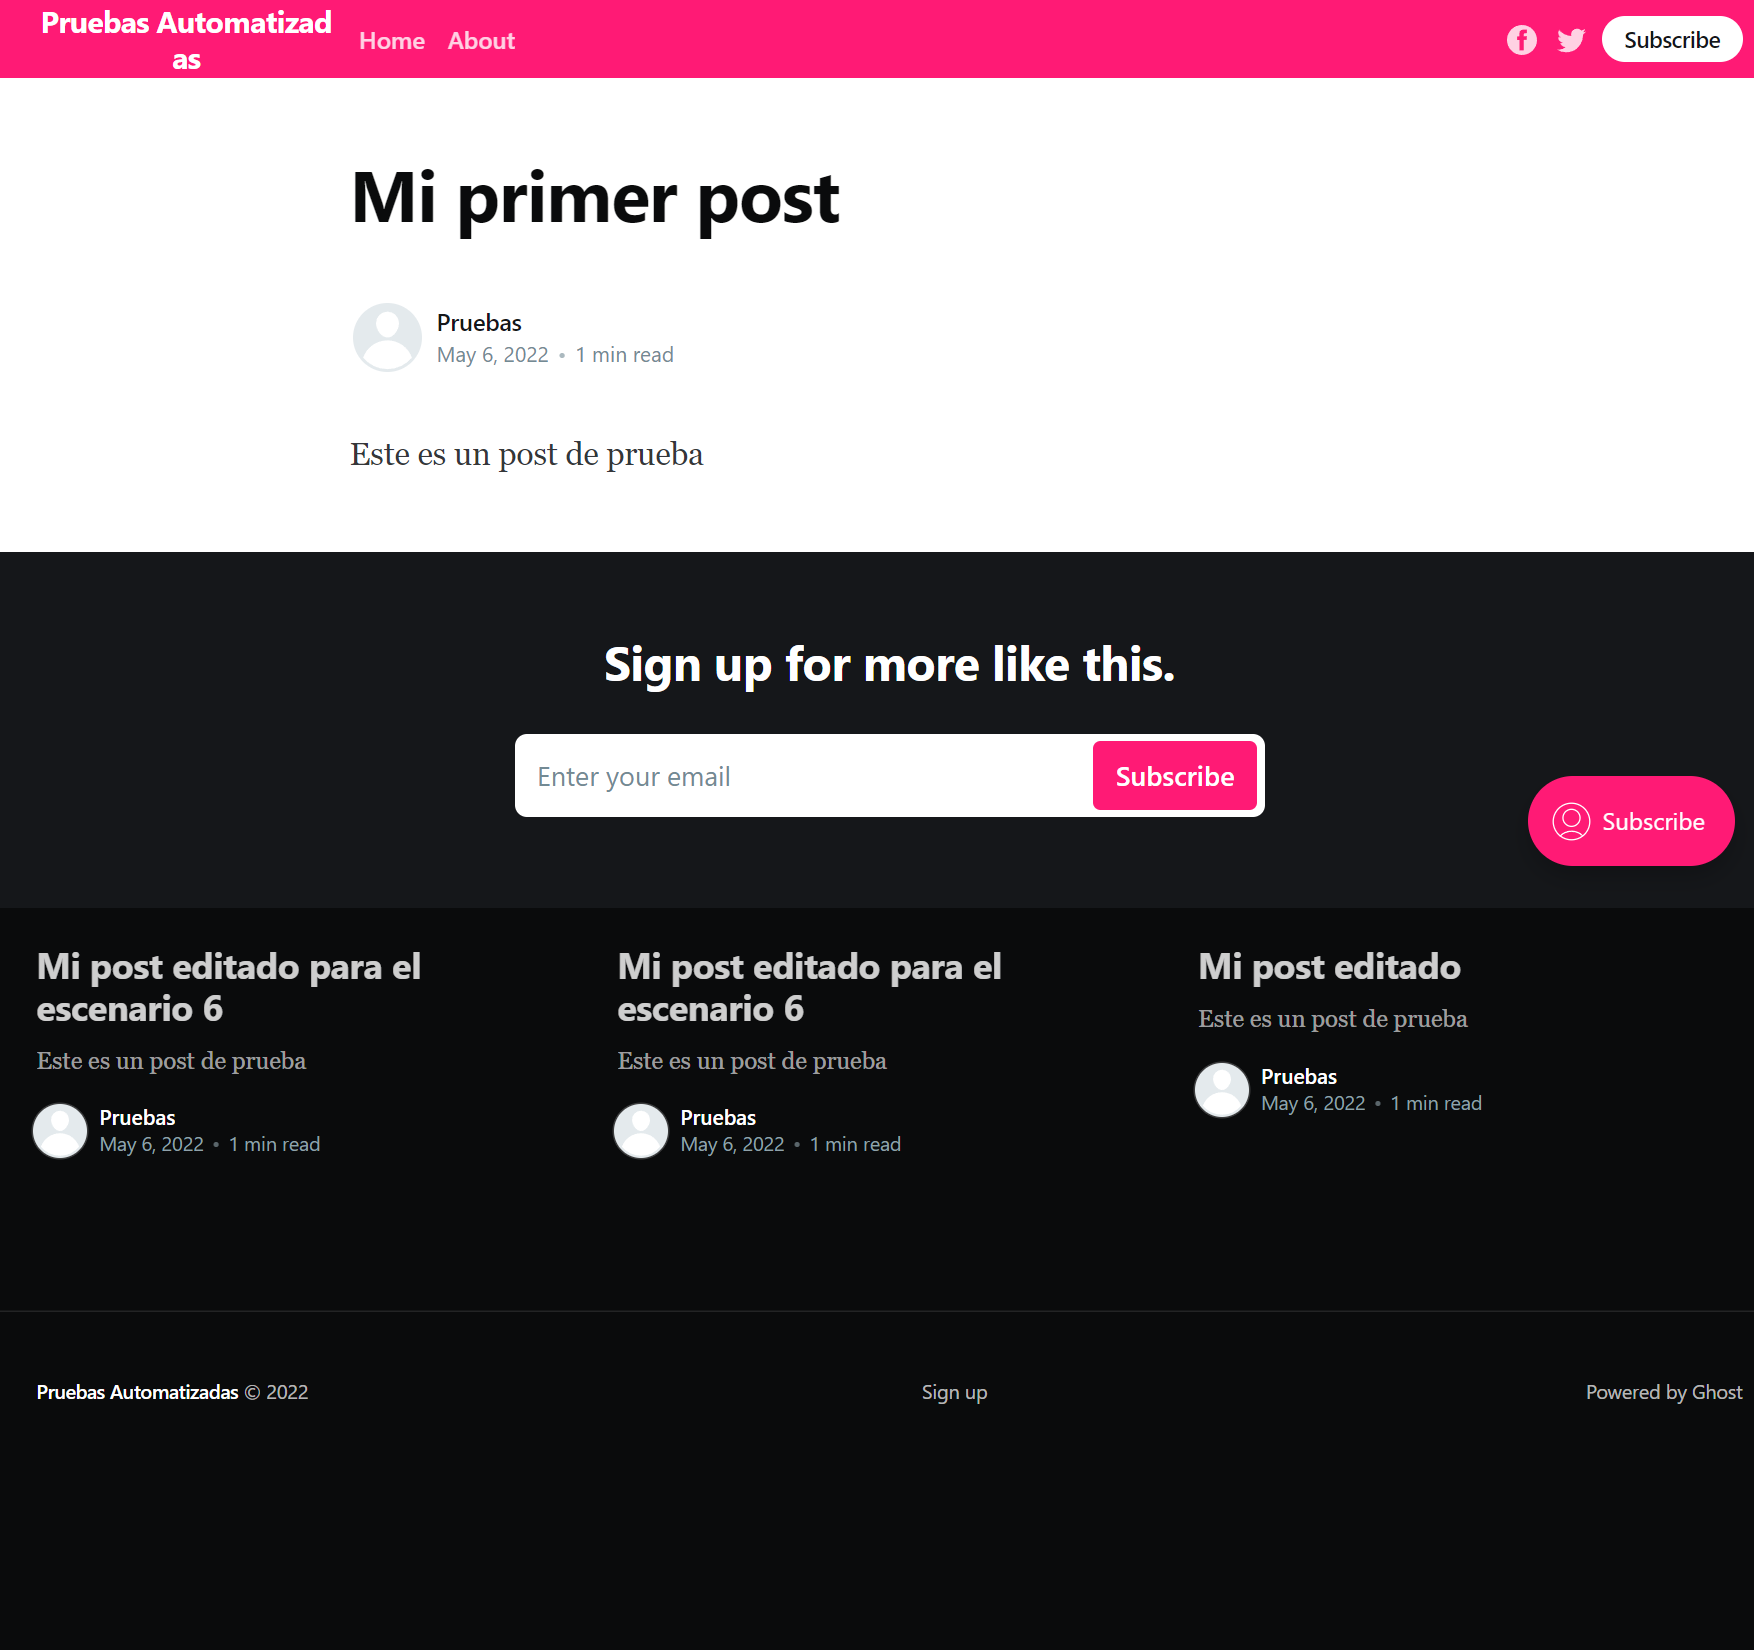 Pruebas Automatizad
as
Home
About
Subscribe
Mi primer post
Pruebas
May 6, 2022 • 1 min read
Este es un post de prueba
Sign up for more like this.
Enter your email
Subscribe
Subscribe
Mi post editado para el
escenario 6
Este es un post de prueba
Pruebas
May 6, 2022 • 1 min read
Mi post editado para el
escenario 6
Este es un post de prueba
Pruebas
May 6, 2022 • 1 min read
Mi post editado
Este es un post de prueba
Pruebas
May 6, 2022 • 1 min read
Pruebas Automatizadas © 2022
Sign up
Powered by Ghost